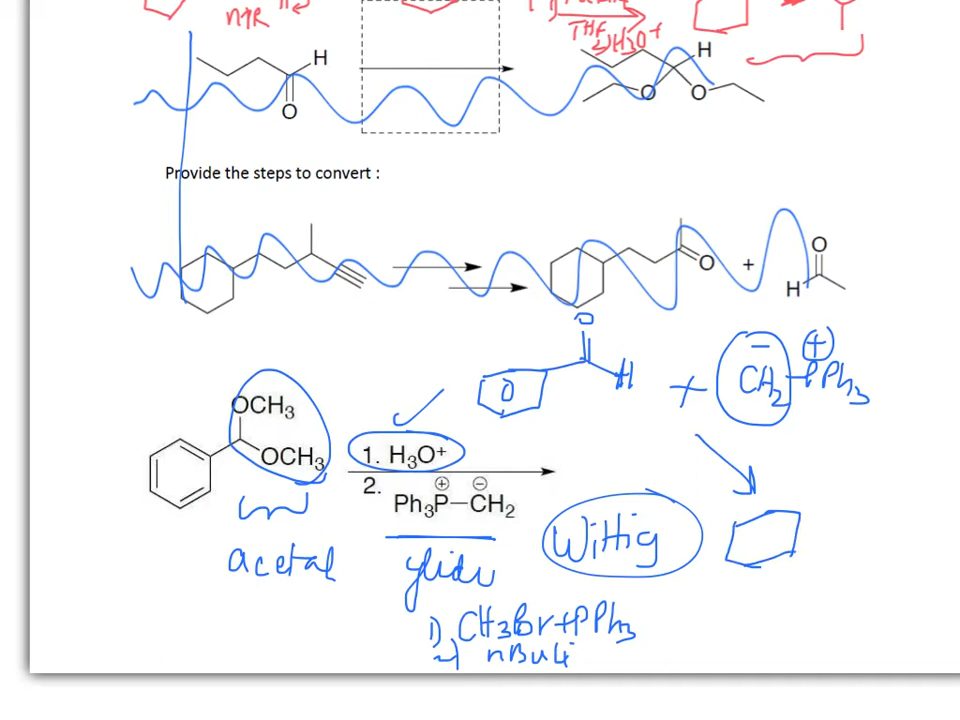 THF
2) H3O+
H
O
H
O
O
Provide the steps to convert :
O
+
O
H
O
H
+
CH2 - + PPh3
OCH3
OCH3
1. H3O+
2.
Ph3P—CH2
acetal
ylide
Wittig
1) CH3Br + PPh3
2) nBuLi